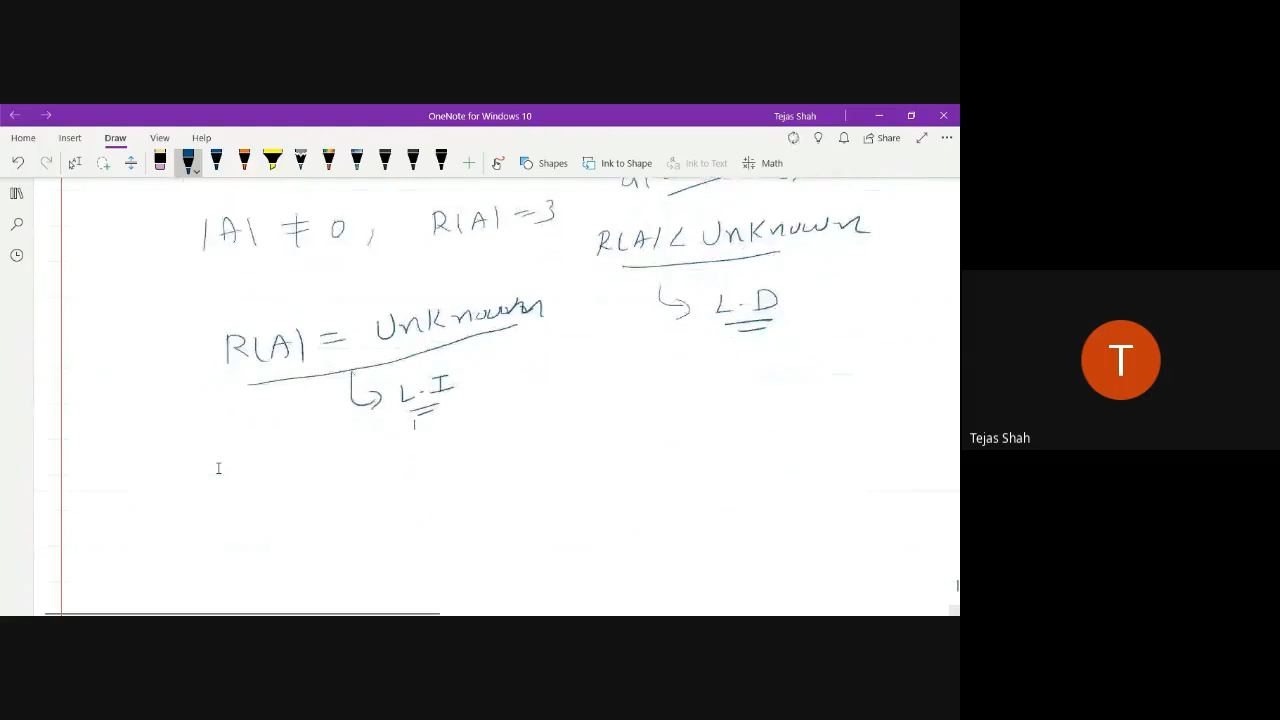 OneNote for Windows 10
Tejas Shah
Home Insert Draw View Help
Share
Shapes Ink to Shape Ink to Text Math
|A| ≠ 0, R(A) = 3
R(A) < Unknown
L.D
R(A) = Unknown
L.I
T
Tejas Shah